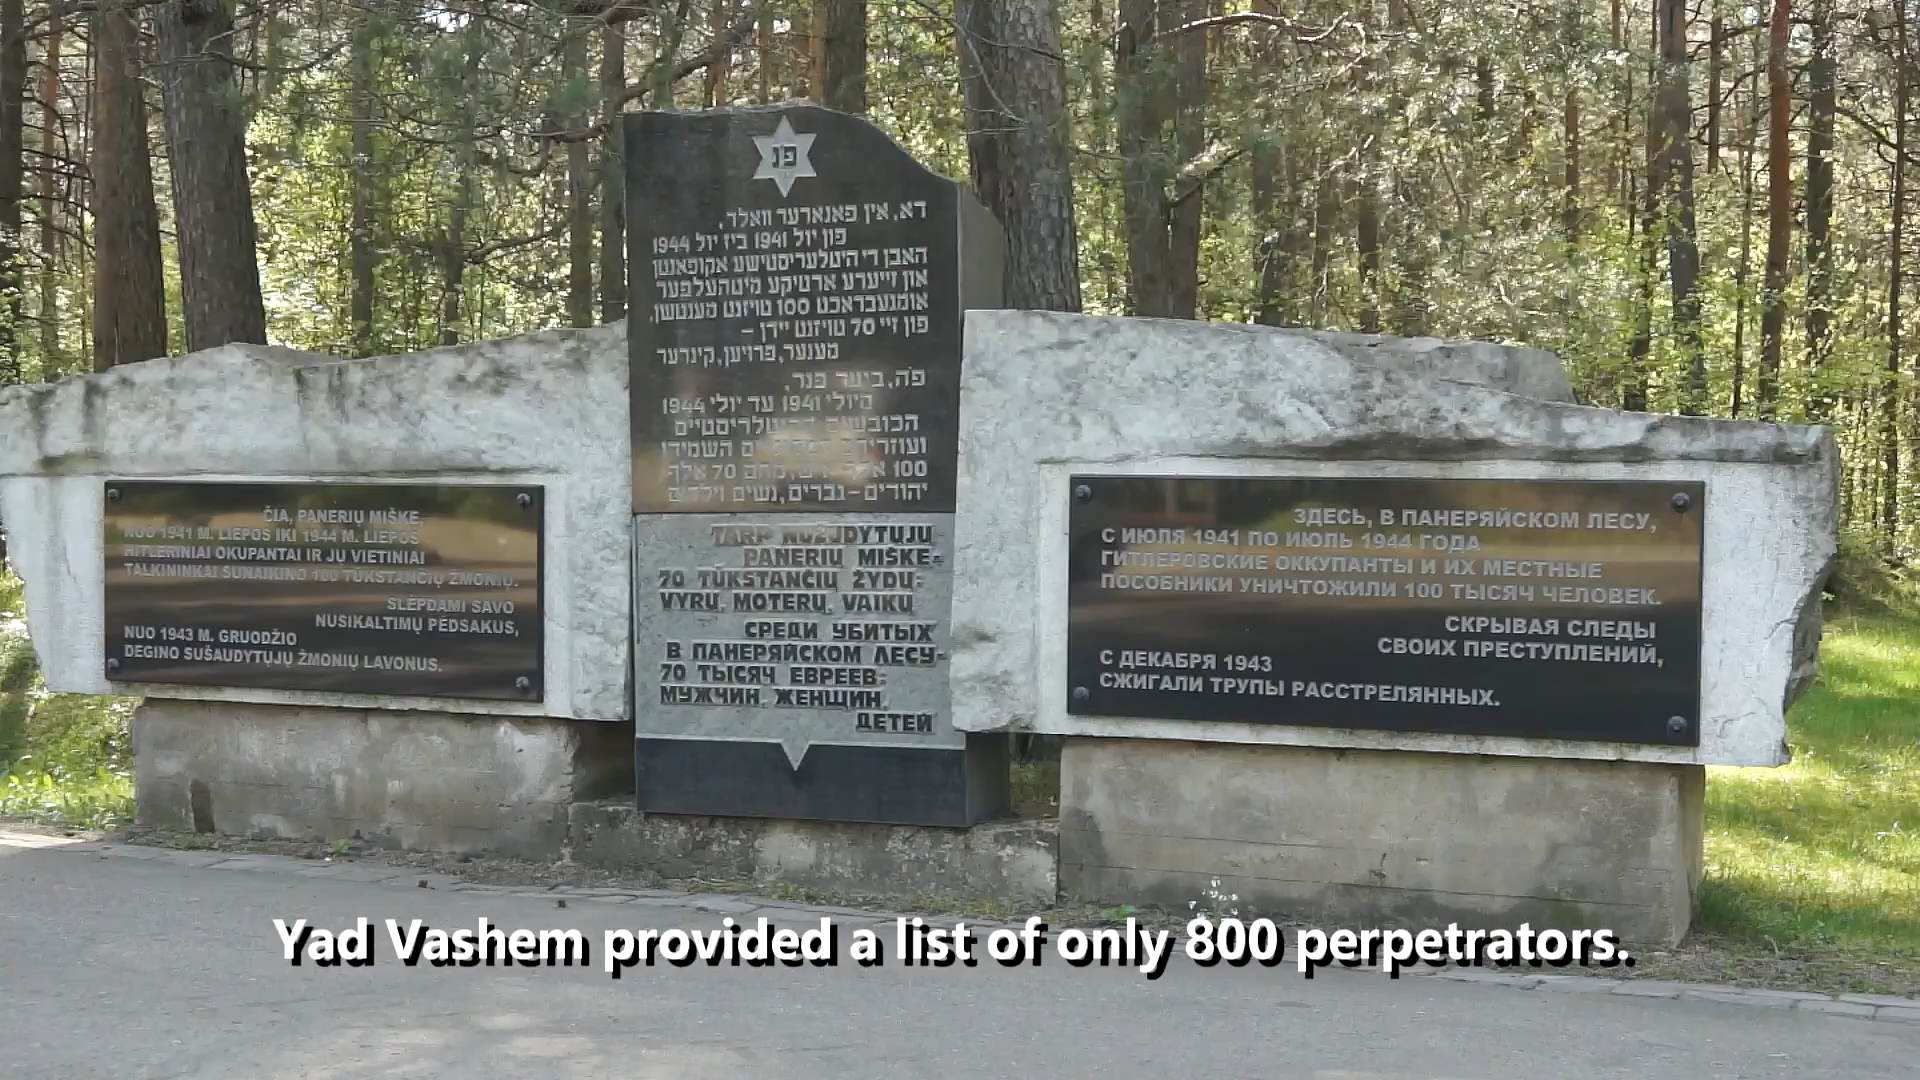 ČIA, PANERIŲ MIŠKE,
NUO 1941 M. LIEPOS IKI 1944 M. LIEPOS
HITLERINIAI OKUPANTAI IR JŲ VIETINIAI
TALKININKAI SUNAIKINO 100 TŪKSTANČIŲ ŽMONIŲ.
SLĖPDAMI SAVO
NUSIKALTIMŲ PĖDSAKUS,
NUO 1943 M. GRUODŽIO
DEGINO SUŠAUDYTŲJŲ ŽMONIŲ LAVONUS.
פנ
דא, אין פאנארער וואלד,
פון יול 1941 ביז יול 1944
האבן די היטלעריסטישע אקופאנטן
און זייערע ארטיקע מיטהעלפער
אומגעבראכט 100 טויזנט מענטשן,
פון זיי 70 טויזנט יידן –
מענער, פרויען, קינדער
פה, ביער פנר,
מיולי 1941 עד יולי 1944
הכובשים ההיטלריסטיים
השמידו
100 אלף איש, מהם 70 אלף
יהודים – גברים, נשים וילדים
TARP NUŽUDYTŲJŲ
PANERIŲ MIŠKE-
70 TŪKSTANČIŲ ŽYDŲ:
VYRŲ, MOTERŲ, VAIKŲ
СРЕДИ УБИТЫХ
В ПАНЕРЯЙСКОМ ЛЕСУ-
70 ТЫСЯЧ ЕВРЕЕВ:
МУЖЧИН, ЖЕНЩИН,
ДЕТЕЙ
ЗДЕСЬ, В ПАНЕРЯЙСКОМ ЛЕСУ,
С ИЮЛЯ 1941 ПО ИЮЛЬ 1944 ГОДА
ГИТЛЕРОВСКИЕ ОККУПАНТЫ И ИХ МЕСТНЫЕ
ПОСОБНИКИ УНИЧТОЖИЛИ 100 ТЫСЯЧ ЧЕЛОВЕК.
СКРЫВАЯ СЛЕДЫ
СВОИХ ПРЕСТУПЛЕНИЙ,
С ДЕКАБРЯ 1943
СЖИГАЛИ ТРУПЫ РАССТРЕЛЯННЫХ.
Yad Vashem provided a list of only 800 perpetrators.